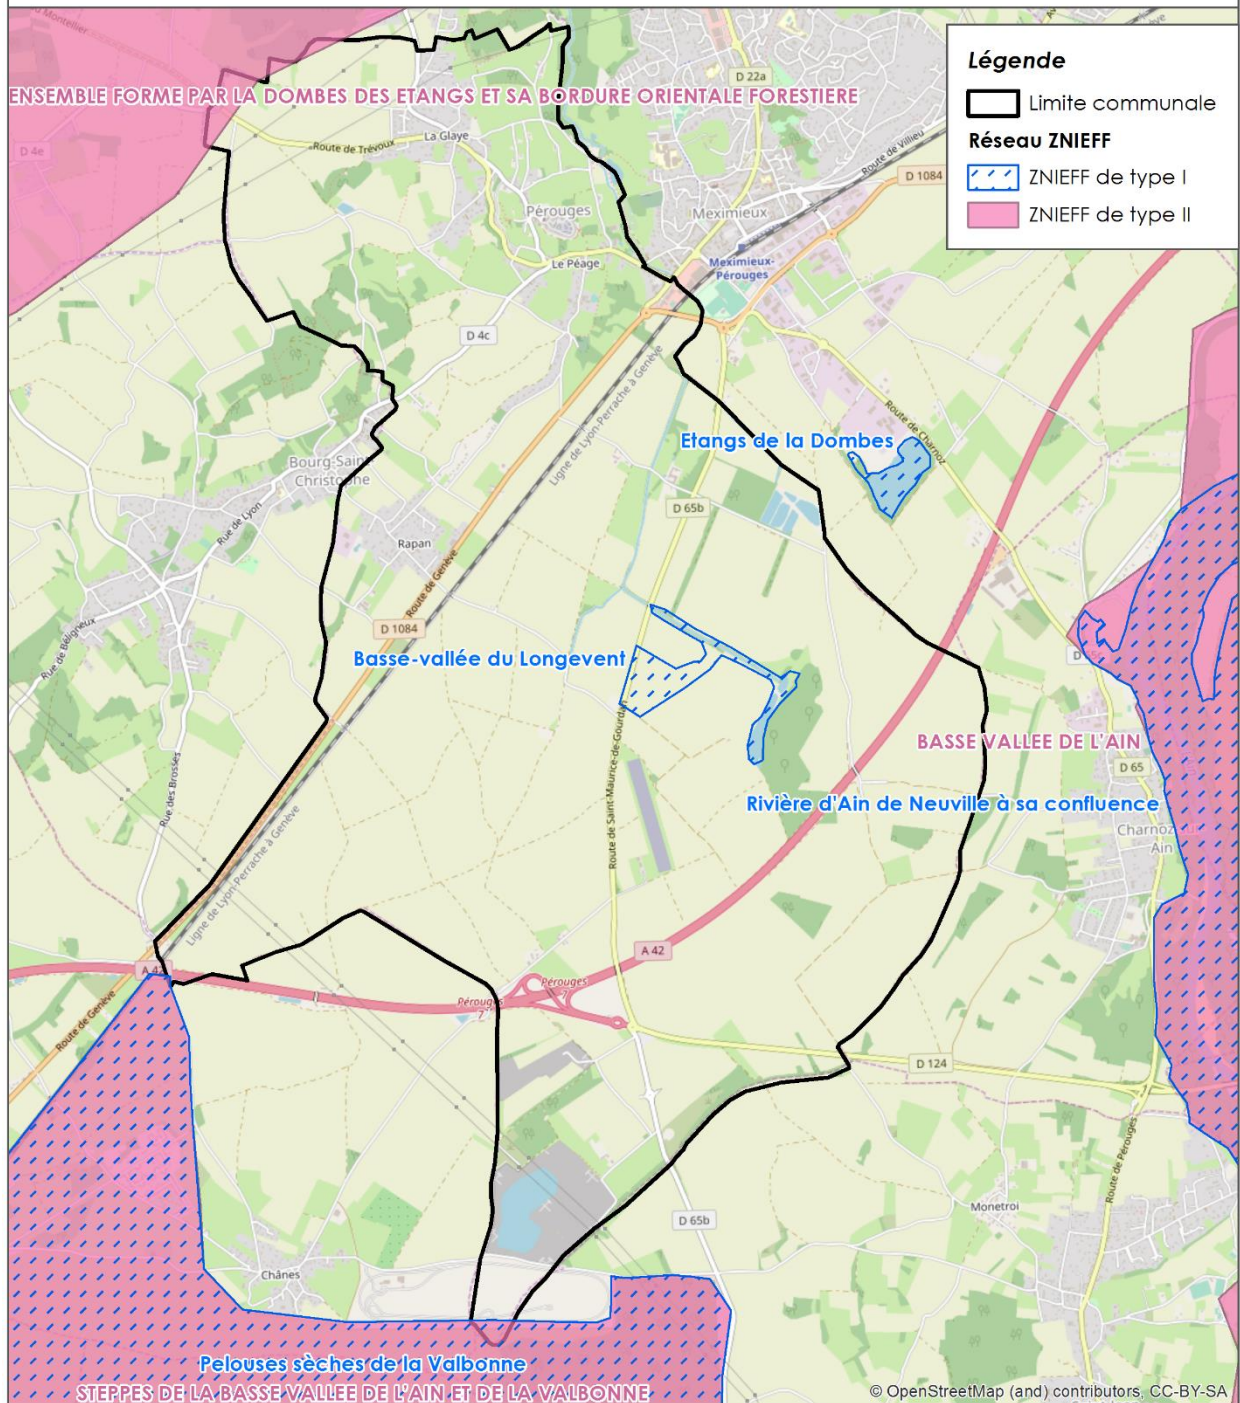 Légende
Limite communale
Réseau ZNIEFF
ZNIEFF de type I
ZNIEFF de type II
D 22a
ENSEMBLE FORME PAR LA DOMBES DES ETANGS ET SA BORDURE ORIENTALE FORESTIERE
La Glaye
Route de Trévoux
D 4e
Route de Villieu
D 1084
Pérouges
Meximieux
Le Péage
Meximieux-
Pérouges
D 4c
Ligne de Lyon-Perrache à Genève
Route de Charnoz
Etangs de la Dombes
Bourg-Saint-
Christophe
Rue de Lyon
D 65b
Rapan
Route de Genève
D 1084
Rue de Béligneux
Basse-vallée du Longevent
Route de Saint-Maurice-de-Gourdan
BASSE VALLEE DE L'AIN
D 65
Rue des Brosses
Rivière d'Ain de Neuville à sa confluence
Charnoz
Ain
Ligne de Lyon-Perrache à Genève
A 42
A 42
Pérouges
7
Pérouges
7
Route de Genève
D 124
Route de Pérouges
Monetroi
D 65b
Chânes
Pelouses sèches de la Valbonne
STEPPES DE LA BASSE VALLEE DE L'AIN ET DE LA VALBONNE
© OpenStreetMap (and) contributors, CC-BY-SA